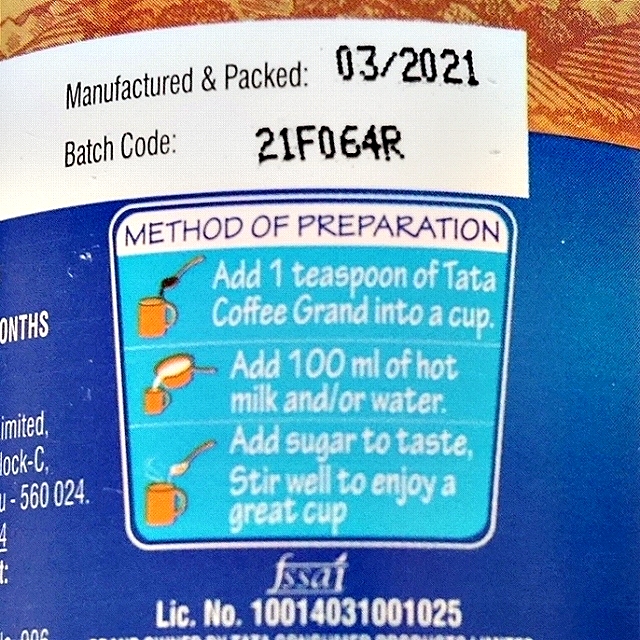 Manufactured & Packed: 03/2021
Batch Code: 21F064R
METHOD OF PREPARATION
Add 1 teaspoon of Tata
Coffee Grand into a cup.
Add 100 ml of hot
milk and/or water.
Add sugar to taste,
Stir well to enjoy a
great cup
ONTHS
imited,
lock-C,
u - 560 024.
4
t:
fssai
Lic. No. 10014031001025